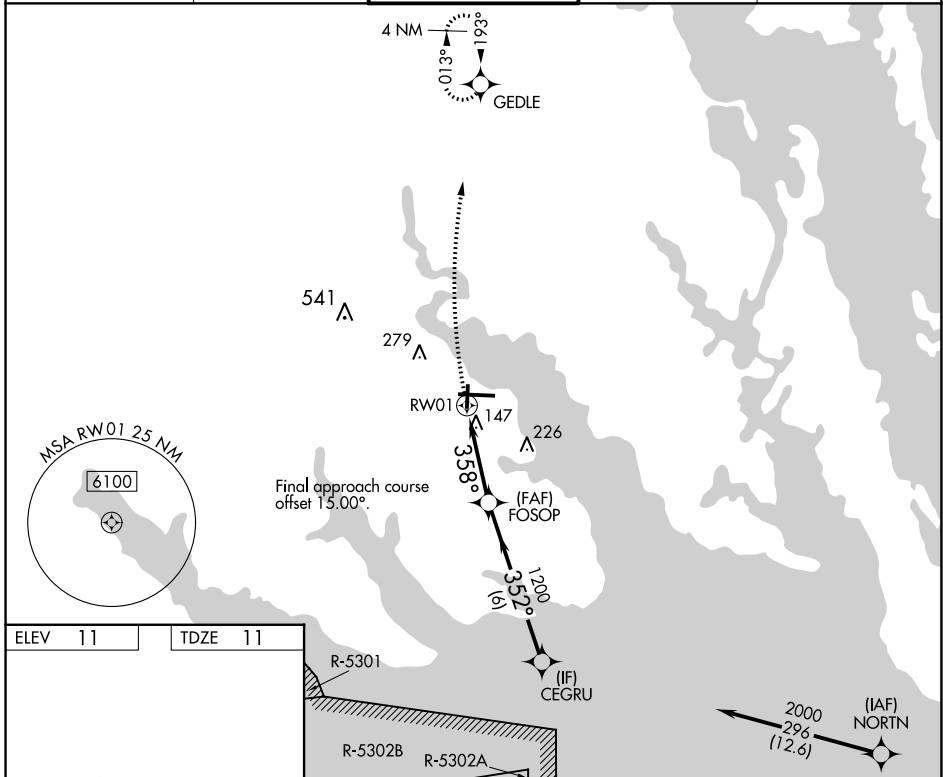 4 NM
193°
013°
GEDLE
541
279
RW01
147
226
MSA RW01 25 NM
6100
Final approach course
offset 15.00°.
358°
(FAF)
FOSOP
1200
352°
(6)
ELEV 11
TDZE 11
R-5301
(IF)
CEGRU
2000
296
(12.6)
(IAF)
NORTN
R-5302B
R-5302A